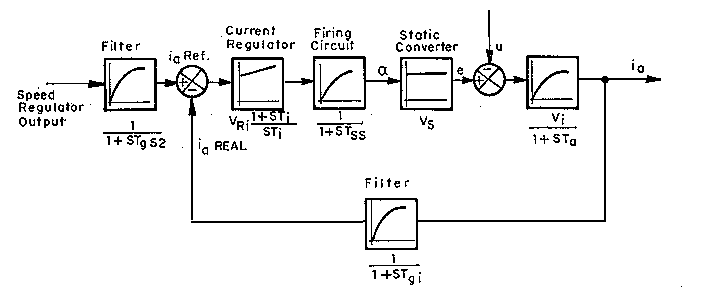 Filter
Current
Regulator
Firing
Circuit
Static
Converter
Speed
Regulator
Output
ia Ref.
α
e
u
ia
+
−
+
−
1
1 + STg S2
VRi 1+STi
STi
1
1+STSS
VS
Vi
1+STa
ia REAL
Filter
1
1+STgi